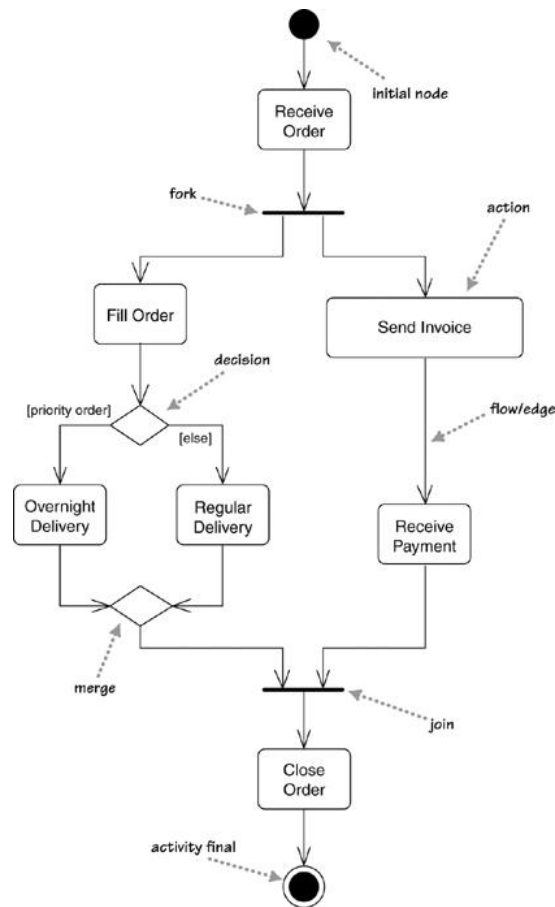 initial node
Receive
Order
fork
action
Fill Order
Send Invoice
decision
[priority order]
[else]
flow/edge
Overnight
Delivery
Regular
Delivery
Receive
Payment
merge
join
Close
Order
activity final